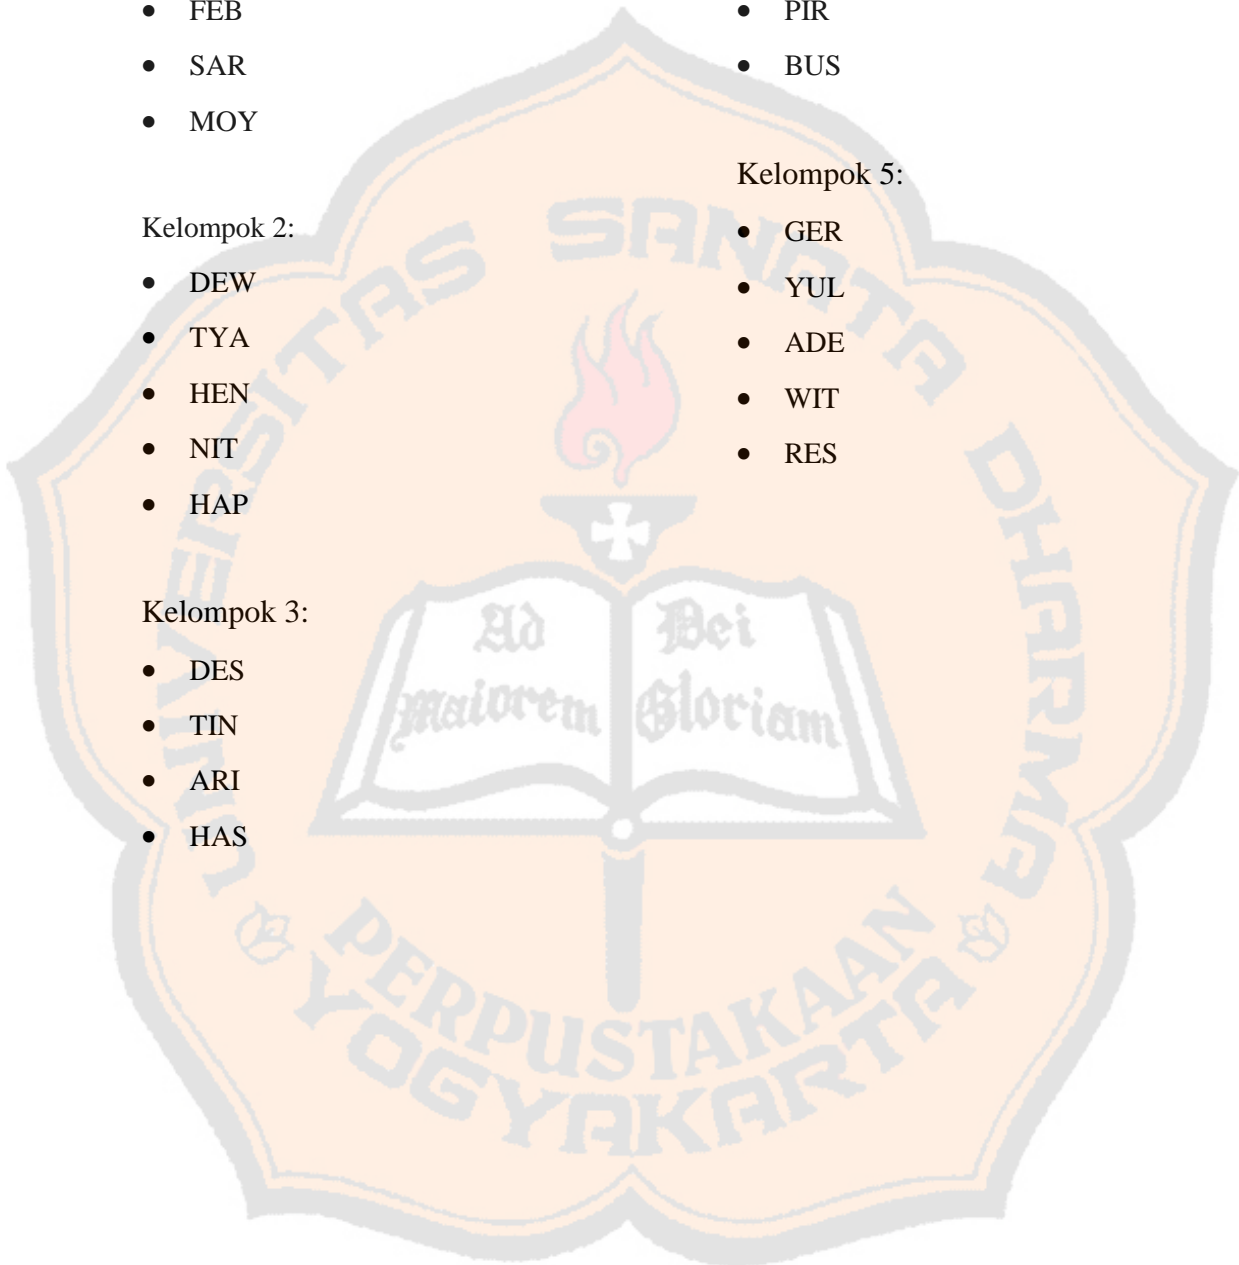 • FEB
• SAR
• MOY
Kelompok 2:
• DEW
• TYA
• HEN
• NIT
• HAP
Kelompok 3:
• DES
• TIN
• ARI
• HAS
• PIR
• BUS
Kelompok 5:
• GER
• YUL
• ADE
• WIT
• RES
UNIVERSITAS SANATA DHARMA
Ad Dei
Maiorem Gloriam
PERPUSTAKAAN
YOGYAKARTA